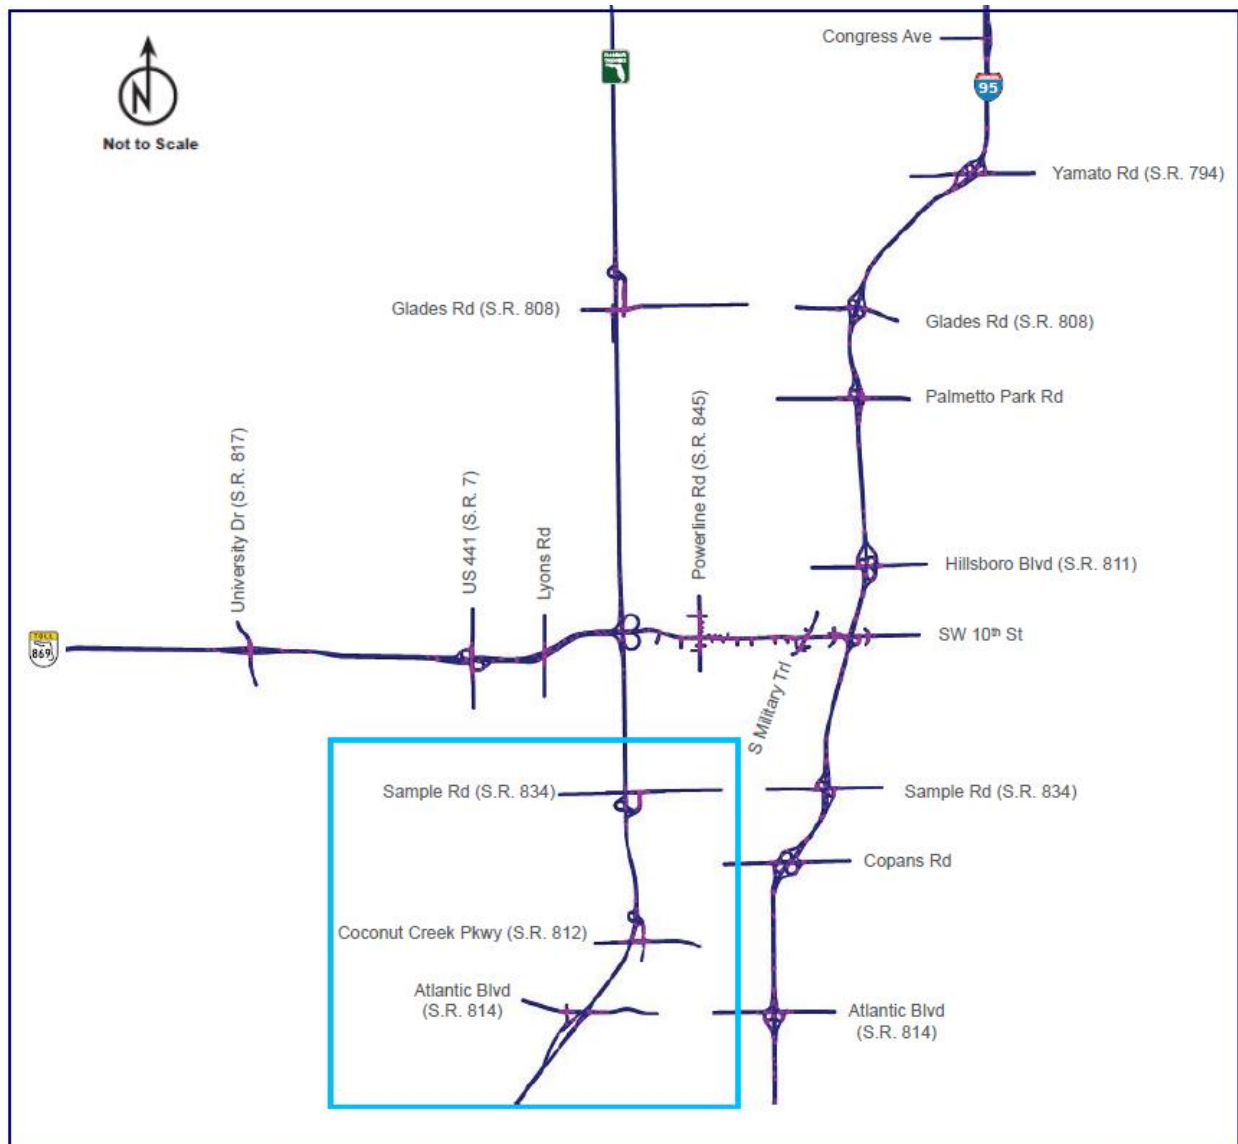 Congress Ave
95
N
Not to Scale
Yamato Rd (S.R. 794)
Glades Rd (S.R. 808)
Glades Rd (S.R. 808)
Palmetto Park Rd
University Dr (S.R. 817)
US 441 (S.R. 7)
Lyons Rd
Powerline Rd (S.R. 845)
Hillsboro Blvd (S.R. 811)
TOLL
869
SW 10th St
S Military Trl
Sample Rd (S.R. 834)
Sample Rd (S.R. 834)
Copans Rd
Coconut Creek Pkwy (S.R. 812)
Atlantic Blvd
(S.R. 814)
Atlantic Blvd
(S.R. 814)